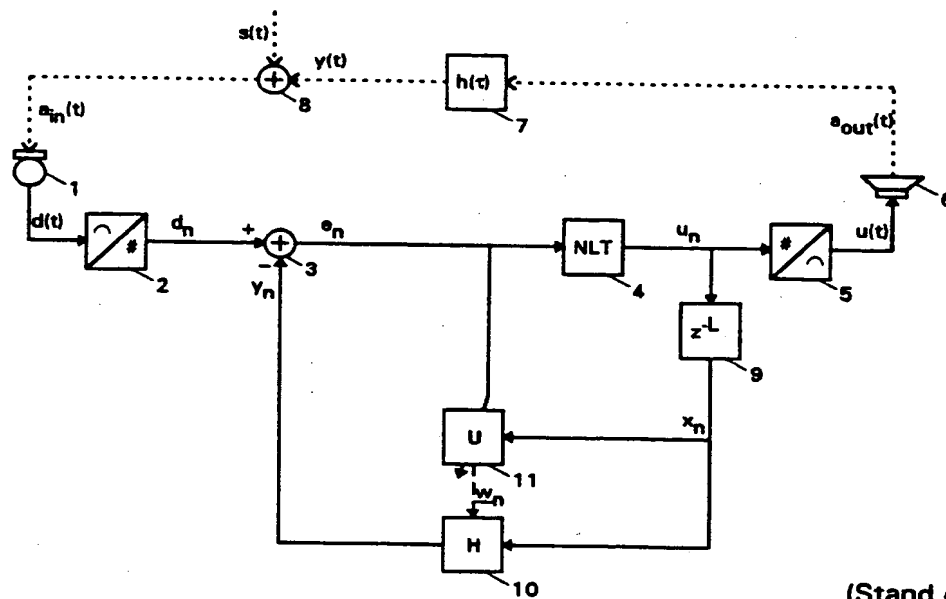 s(t)
y(t)
h(τ)
8
7
a_in(t)
a_out(t)
1
6
d(t)
d_n
+
e_n
NLT
u_n
u(t)
#
#
−
3
4
5
2
y_n
z^-L
9
x_n
U
11
w_n
H
10
(Stand